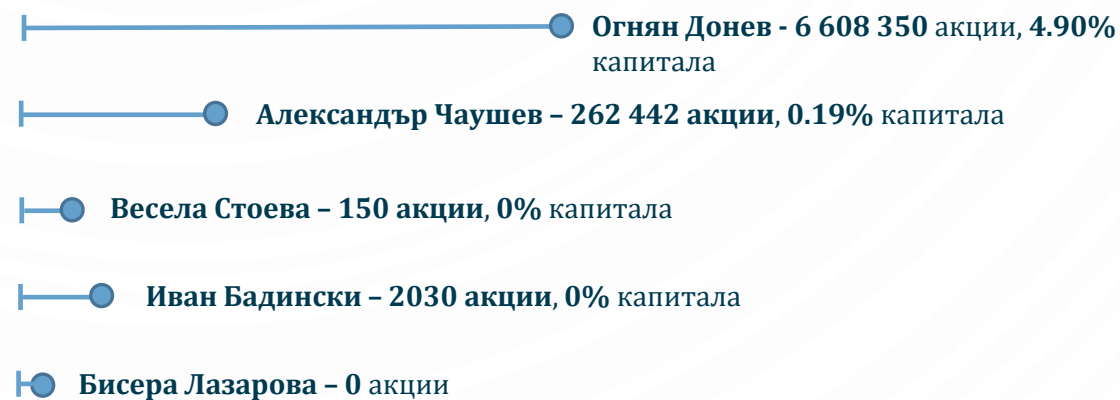 Огнян Донев - 6 608 350 акции, 4.90%
капитала
Александър Чаушев – 262 442 акции, 0.19% капитала
Весела Стоева – 150 акции, 0% капитала
Иван Бадински – 2030 акции, 0% капитала
Бисера Лазарова – 0 акции